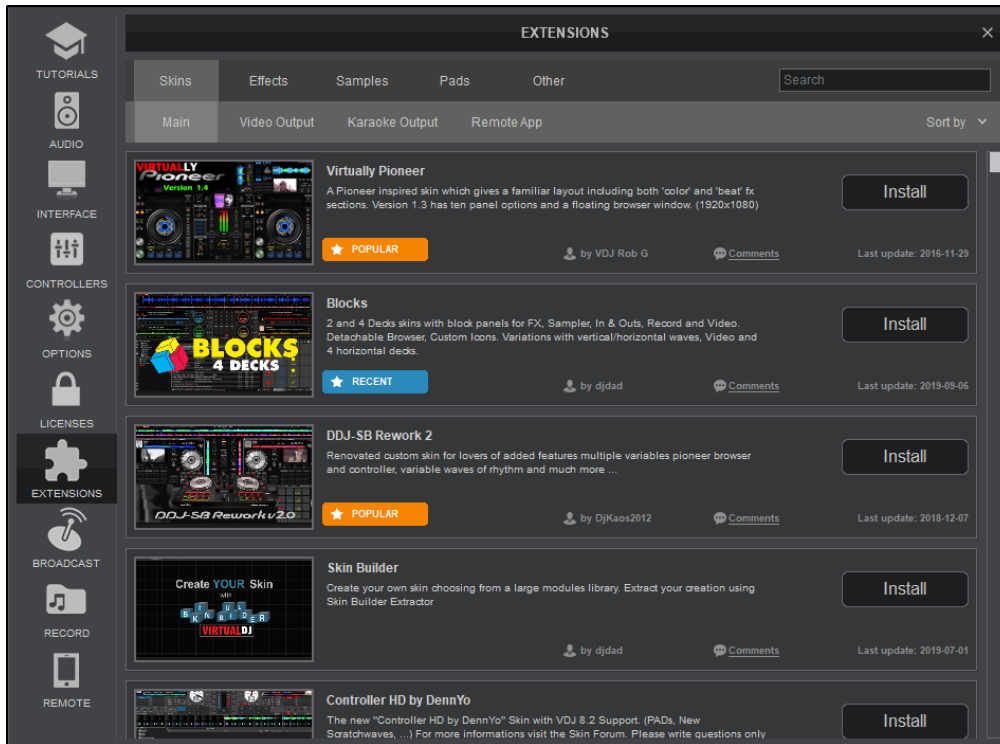 EXTENSIONS
TUTORIALS
AUDIO
INTERFACE
CONTROLLERS
OPTIONS
LICENSES
EXTENSIONS
BROADCAST
RECORD
REMOTE
Skins Effects Samples Pads Other Search
Main Video Output Karaoke Output Remote App Sort by
VIRTUALLY
Pioneer
Version 1.4
Virtually Pioneer
A Pioneer inspired skin which gives a familiar layout including both 'color' and 'beat' fx
sections. Version 1.3 has ten panel options and a floating browser window. (1920x1080)
Install
POPULAR by VDJ Rob G Comments Last update: 2016-11-29
BLOCKS
4 DECKS
Blocks
2 and 4 Decks skins with block panels for FX, Sampler, In & Outs, Record and Video.
Detachable Browser, Custom Icons. Variations with vertical/horizontal waves, Video and
4 horizontal decks.
Install
RECENT by djdad Comments Last update: 2019-09-06
DDJ-SB Rework v2.0
DDJ-SB Rework 2
Renovated custom skin for lovers of added features multiple variables pioneer browser
and controller, variable waves of rhythm and much more ...
Install
POPULAR by DjKaos2012 Comments Last update: 2018-12-07
Create YOUR Skin
with
SKIN BUILDER
VIRTUALDJ
Skin Builder
Create your own skin choosing from a large modules library. Extract your creation using
Skin Builder Extractor
Install
by djdad Comments Last update: 2019-07-01
Controller HD by DennYo
The new "Controller HD by DennYo" Skin with VDJ 8.2 Support. (PADs, New
Scratchwaves, ...) For more informations visit the Skin Forum. Please write questions only
Install